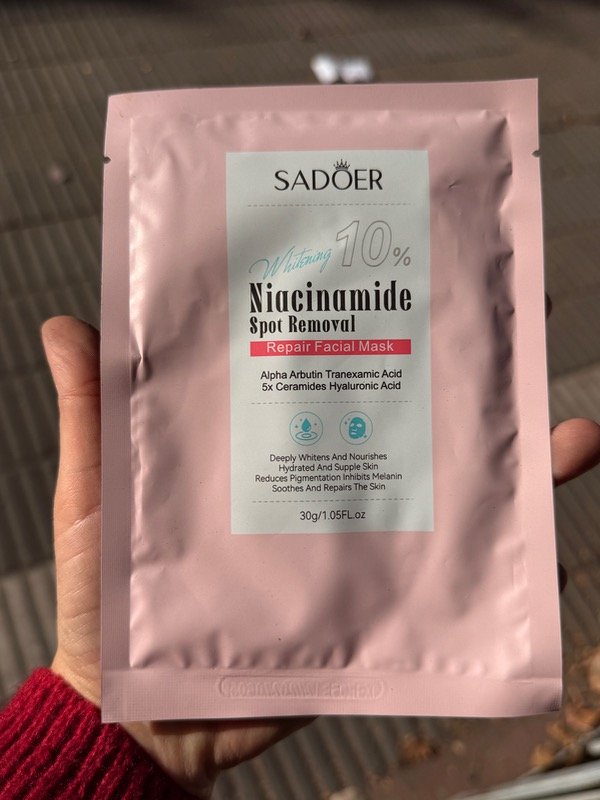 SADOER
Whitening 10%
Niacinamide
Spot Removal
Repair Facial Mask
Alpha Arbutin Tranexamic Acid
5x Ceramides Hyaluronic Acid
Deeply Whitens And Nourishes
Hydrated And Supple Skin
Reduces Pigmentation Inhibits Melanin
Soothes And Repairs The Skin
30g/1.05FL.oz